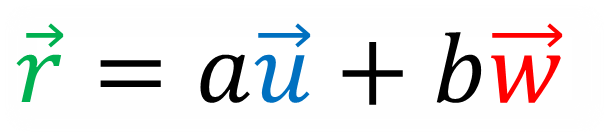 r⃗ = au⃗ + bw⃗